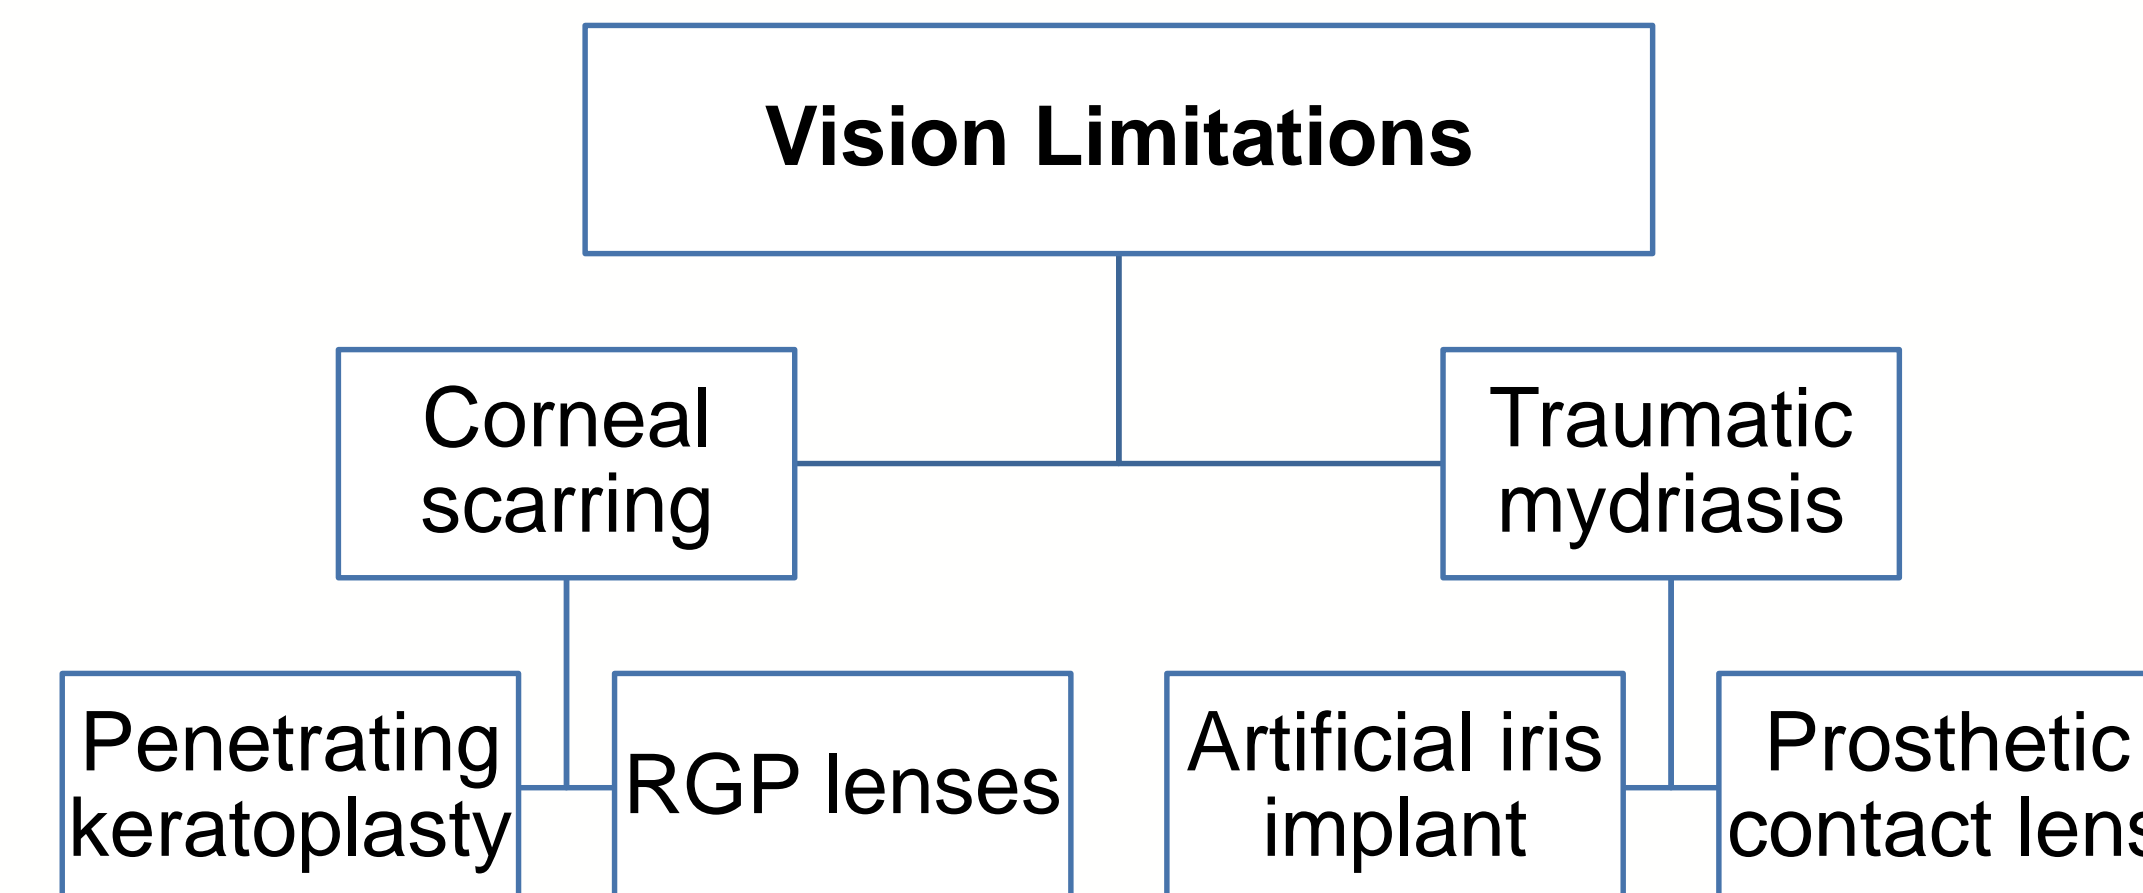 Vision Limitations
Corneal
scarring
Traumatic
mydriasis
Penetrating
keratoplasty
RGP lenses
Artificial iris
implant
Prosthetic
contact lens